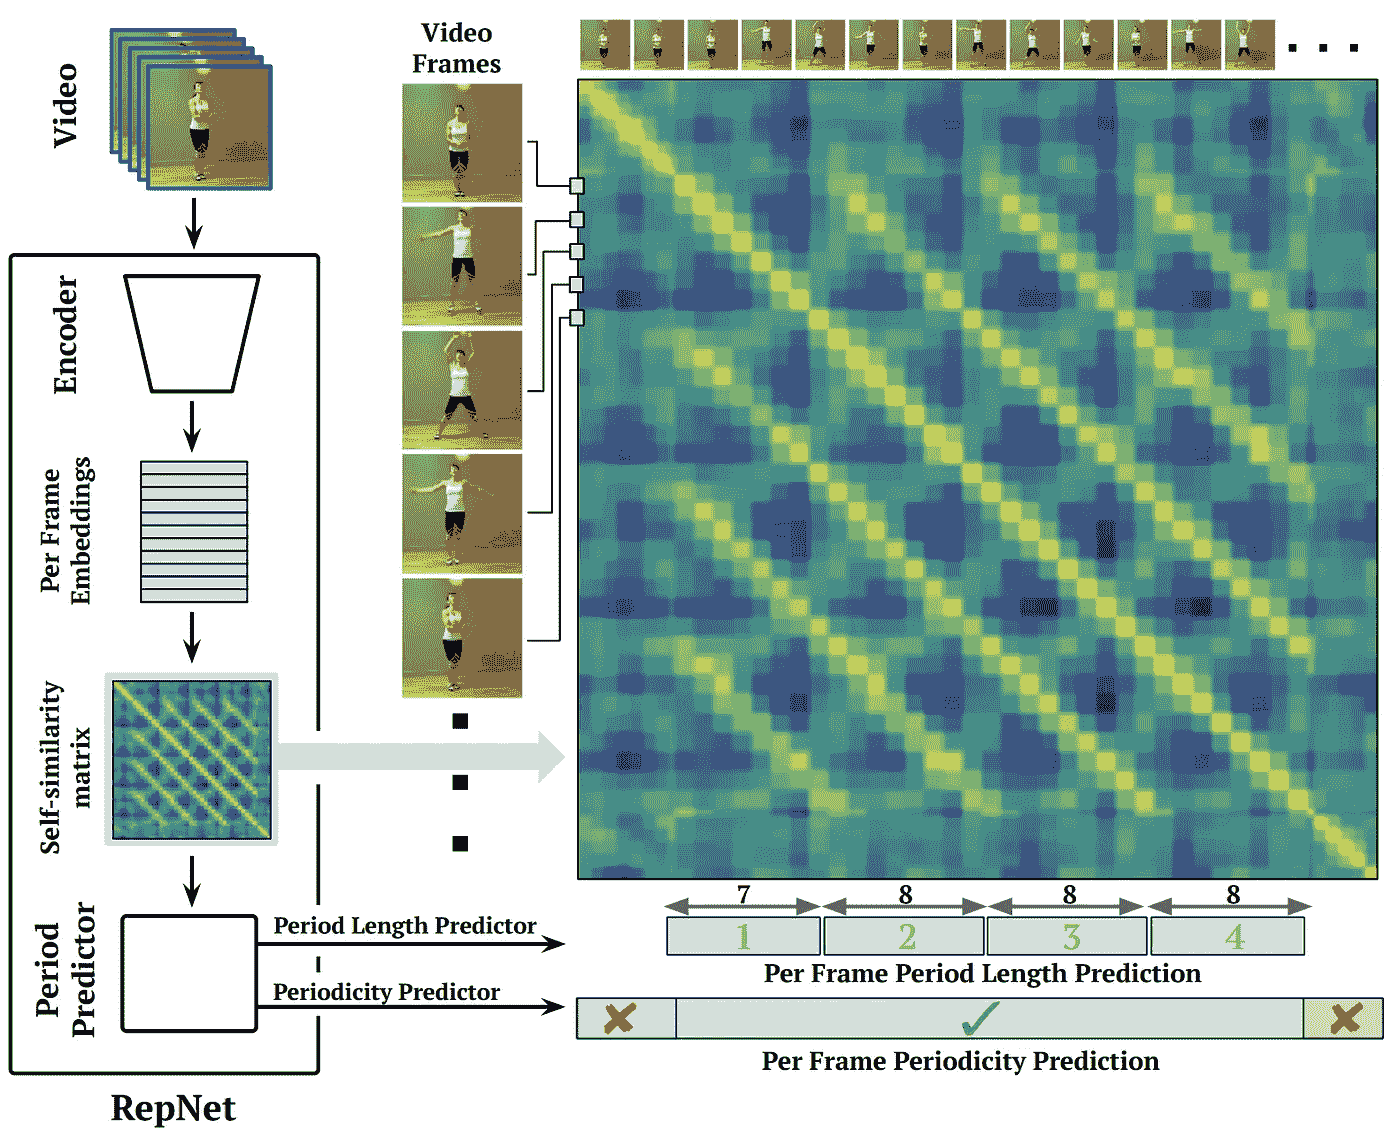 Video
Frames
Video
Encoder
Per Frame
Embeddings
Self-similarity
matrix
Period
Predictor
Period Length Predictor
Periodicity Predictor
RepNet
7 8 8 8
1 2 3 4
Per Frame Period Length Prediction
Per Frame Periodicity Prediction